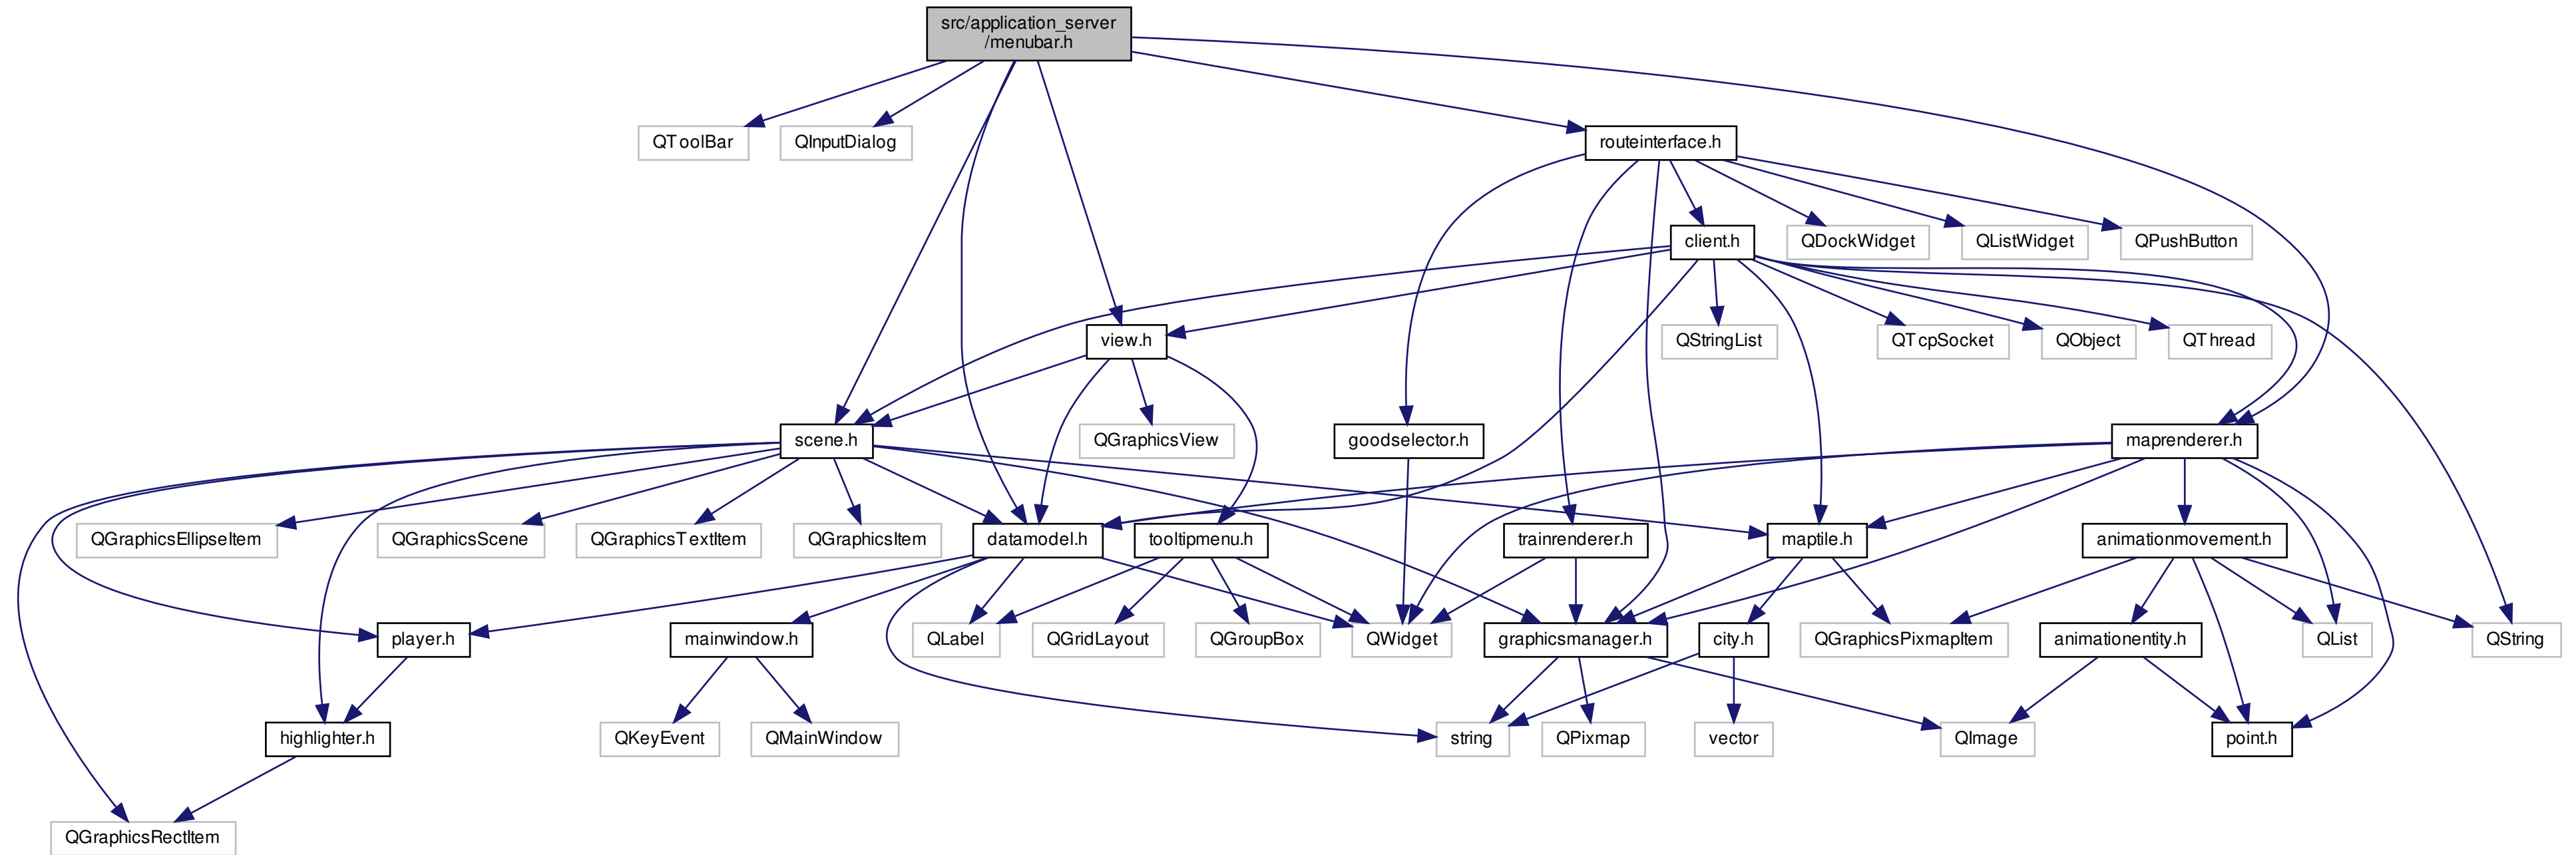 src/application_server
/menubar.h
QToolBar
QInputDialog
routeinterface.h
client.h
QDockWidget
QListWidget
QPushButton
view.h
QStringList
QTcpSocket
QObject
QThread
scene.h
QGraphicsView
goodselector.h
maprenderer.h
QGraphicsEllipseItem
QGraphicsScene
QGraphicsTextItem
QGraphicsItem
datamodel.h
tooltipmenu.h
trainrenderer.h
maptile.h
animationmovement.h
player.h
mainwindow.h
QLabel
QGridLayout
QGroupBox
QWidget
graphicsmanager.h
city.h
QGraphicsPixmapItem
animationentity.h
QList
QString
highlighter.h
QKeyEvent
QMainWindow
string
QPixmap
vector
QImage
point.h
QGraphicsRectItem